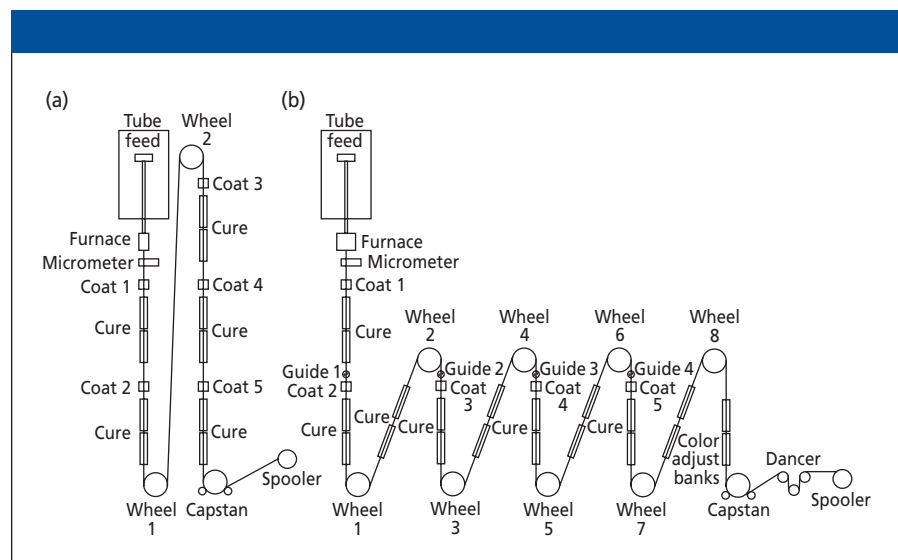 (a)
Tube
feed
Wheel
2
Coat 3
Cure
Furnace
Micrometer
Coat 1
Coat 4
Cure
Cure
Coat 2
Coat 5
Cure
Cure
Spooler
Wheel
1
Capstan
(b)
Tube
feed
Furnace
Micrometer
Coat 1
Cure
Wheel
2
Wheel
4
Wheel
6
Wheel
8
Guide 1
Coat 2
Guide 2
Coat
3
Guide 3
Coat
4
Guide 4
Coat
5
Cure
Cure
Cure
Cure
Cure
Color
adjust
banks
Dancer
Spooler
Capstan
Wheel
1
Wheel
3
Wheel
5
Wheel
7